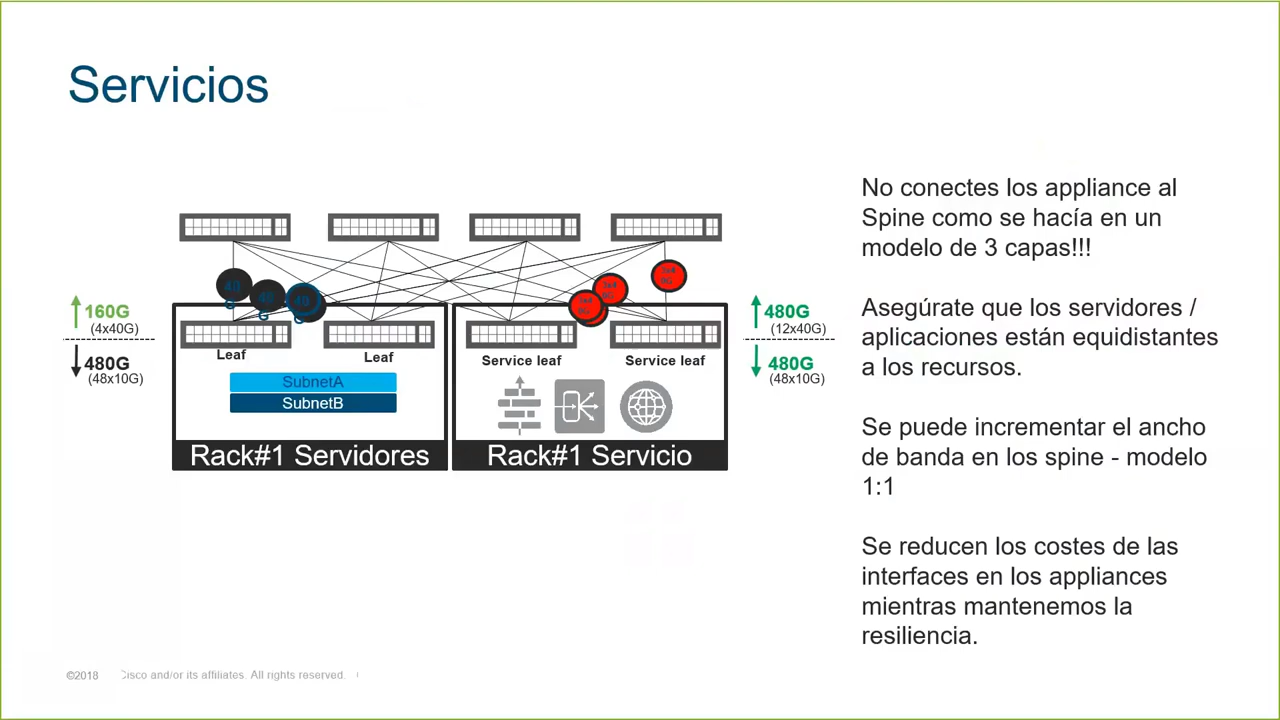 Servicios
No conectes los appliance al
Spine como se hacía en un
modelo de 3 capas!!!
Asegúrate que los servidores /
aplicaciones están equidistantes
a los recursos.
Se puede incrementar el ancho
de banda en los spine - modelo
1:1
Se reducen los costes de las
interfaces en los appliances
mientras mantenemos la
resiliencia.
160G
(4x40G)
480G
(48x10G)
Leaf
Leaf
SubnetA
SubnetB
Rack#1 Servidores
Service leaf
Service leaf
Rack#1 Servicio
480G
(12x40G)
480G
(48x10G)
©2018 Cisco and/or its affiliates. All rights reserved.